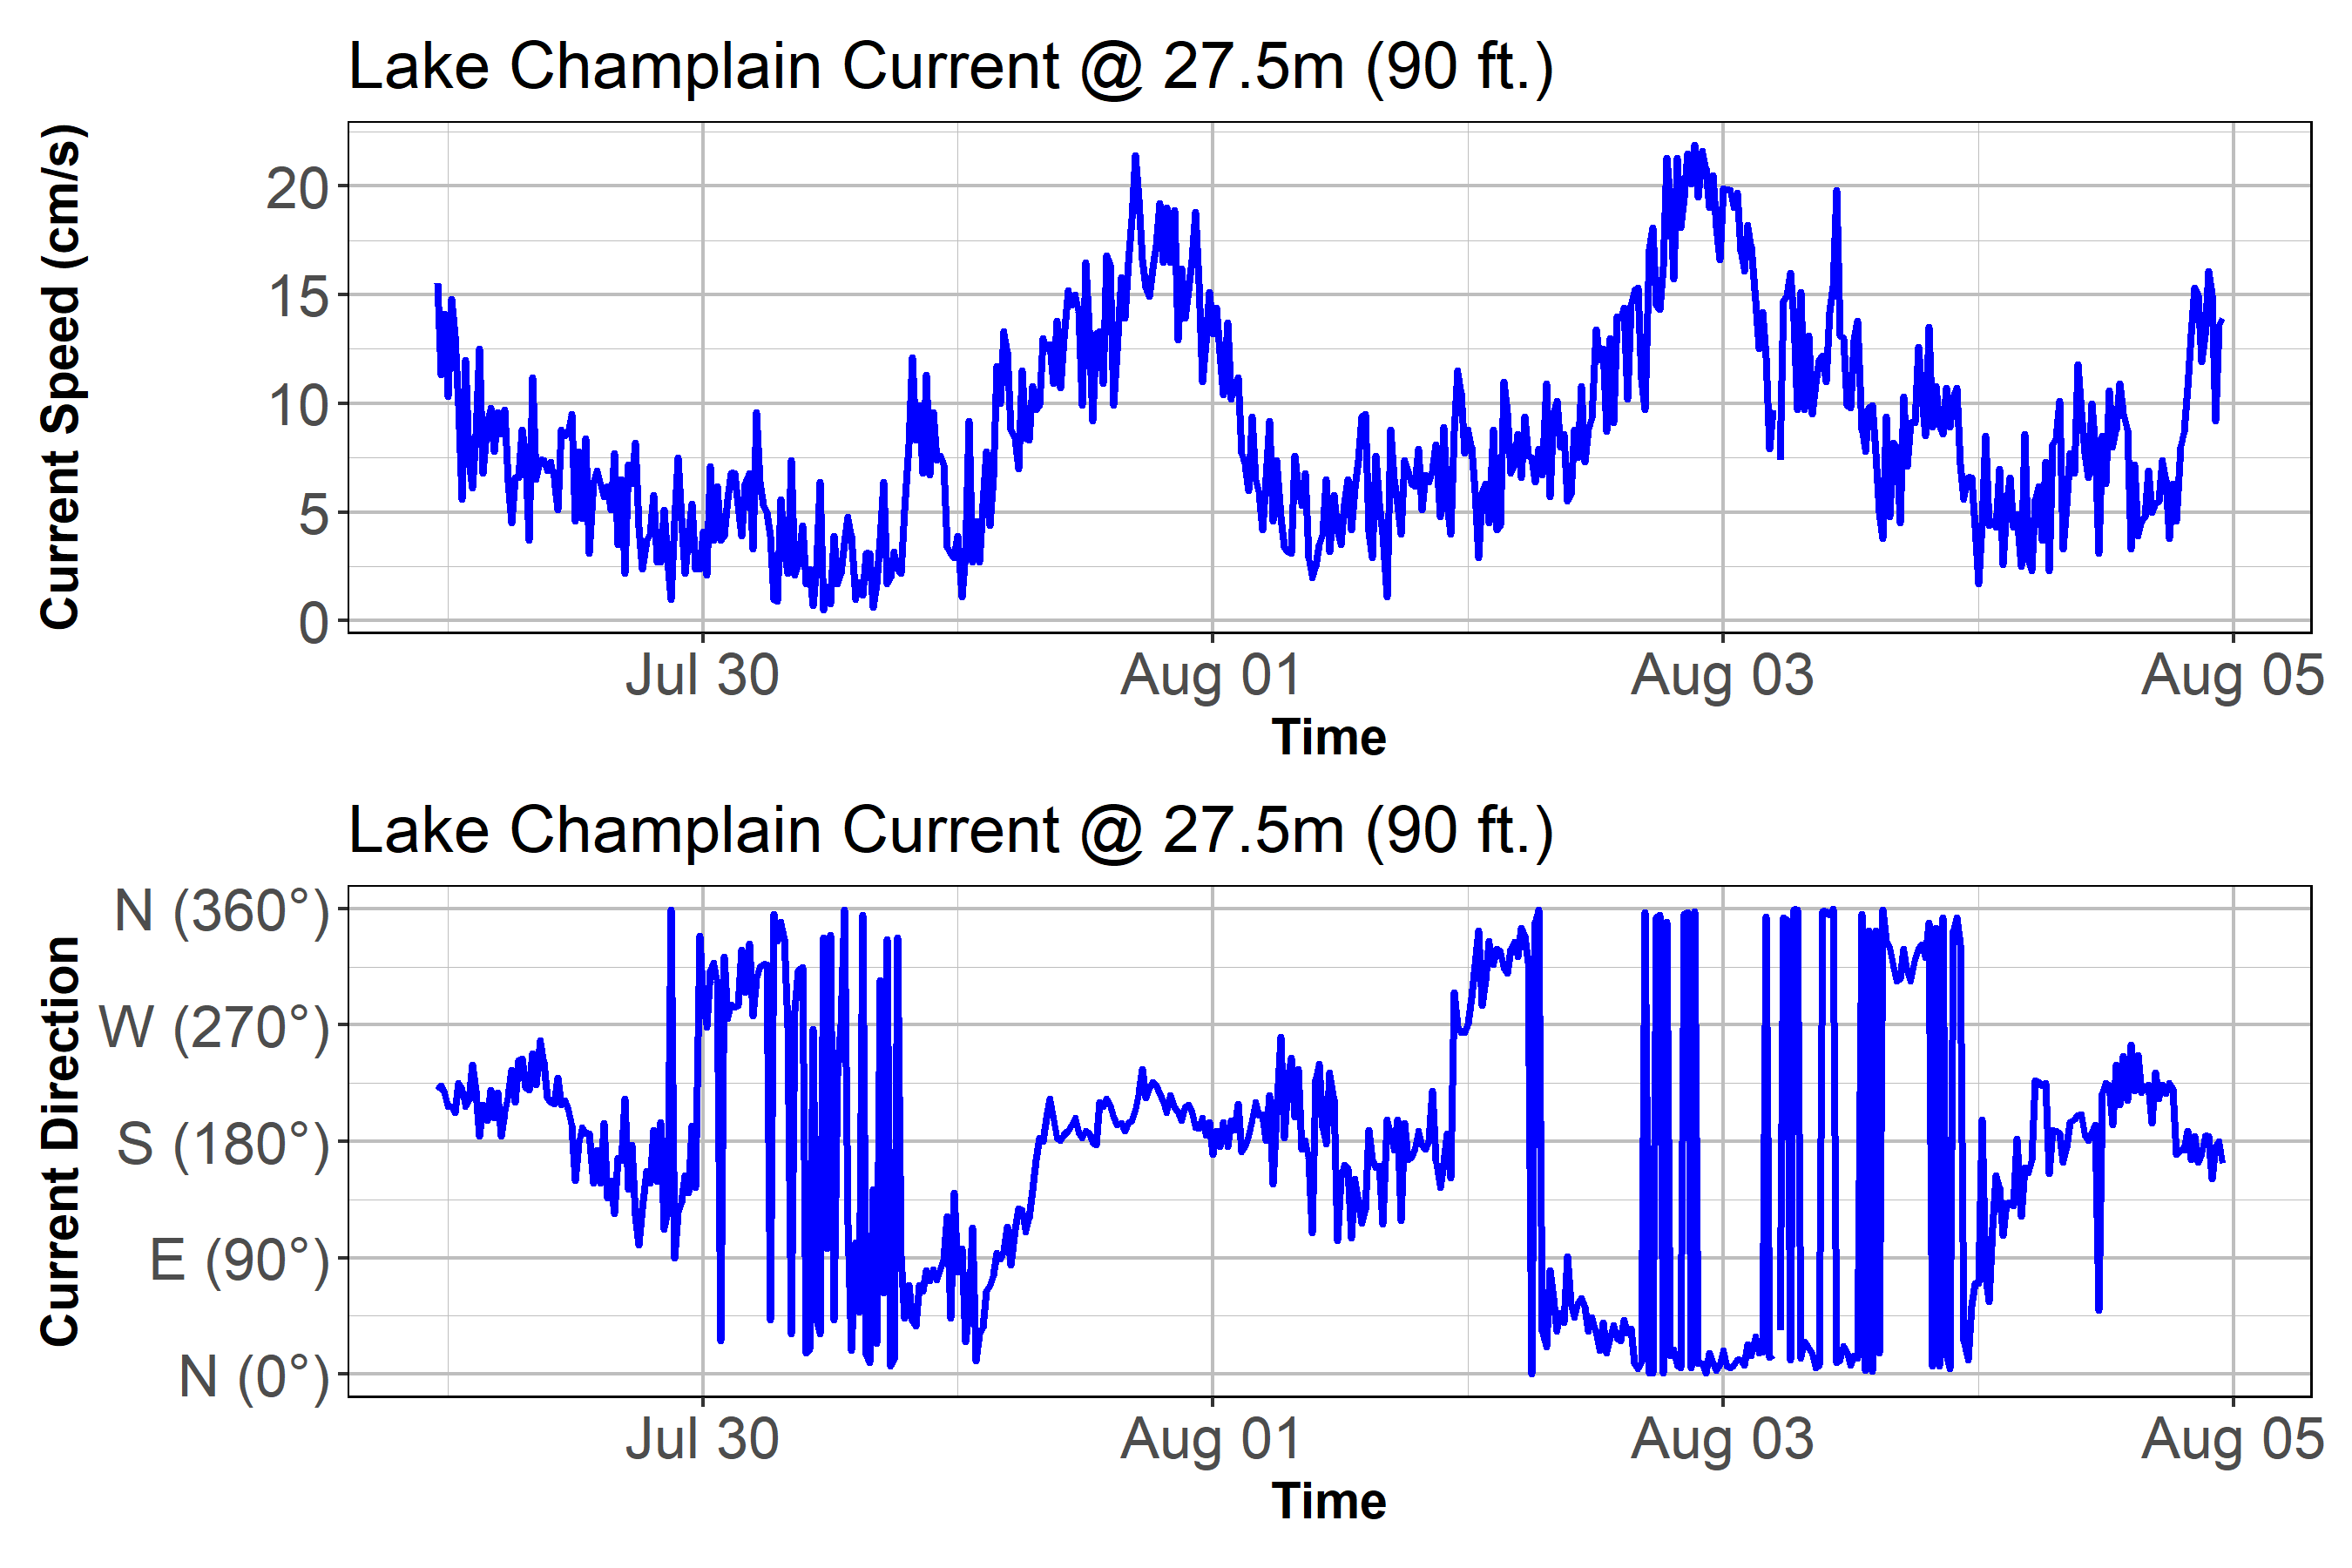 Lake Champlain Current @ 27.5m (90 ft.)
Current Speed (cm/s)
20
15
10
5
0
Jul 30 Aug 01 Aug 03 Aug 05
Time
Lake Champlain Current @ 27.5m (90 ft.)
Current Direction
N (360°)
W (270°)
S (180°)
E (90°)
N (0°)
Jul 30 Aug 01 Aug 03 Aug 05
Time